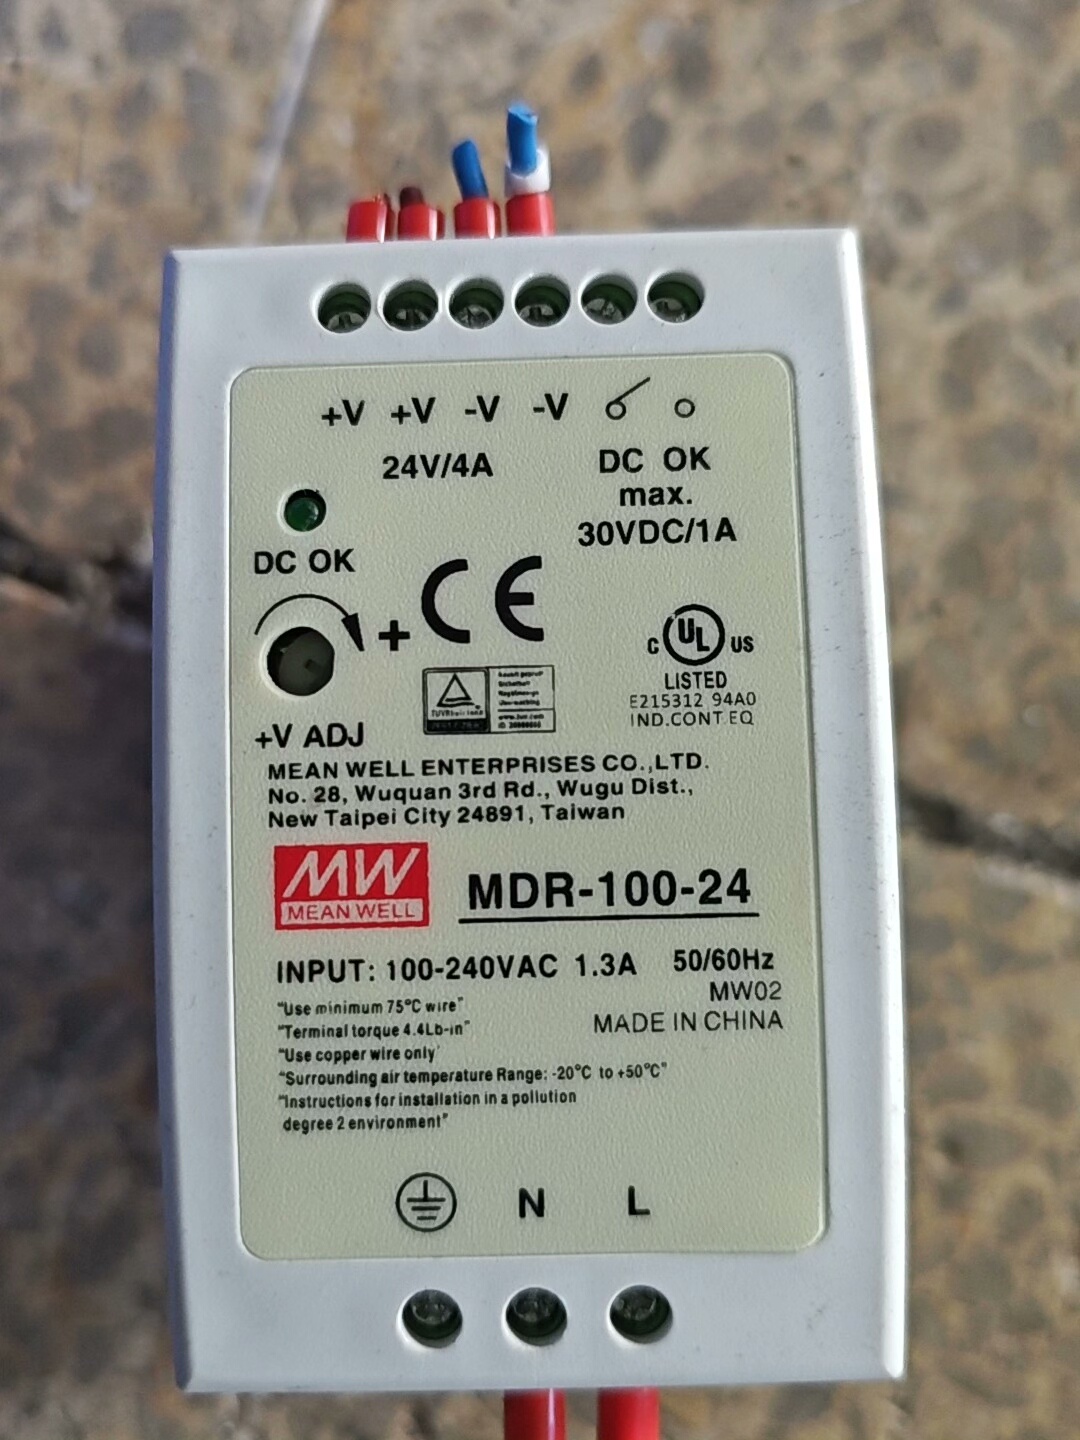 +V +V -V -V
24V/4A
DC OK
max.
30VDC/1A
DC OK
+
CE
+V ADJ
C UL US
LISTED
E215312 94A0
IND.CONT.EQ
www.tuv.com
MEAN WELL ENTERPRISES CO.,LTD.
No. 28, Wuquan 3rd Rd., Wugu Dist.,
New Taipei City 24891, Taiwan
MW
MEAN WELL
MDR-100-24
INPUT: 100-240VAC 1.3A 50/60Hz
MW02
MADE IN CHINA
"Use minimum 75°C wire"
"Terminal torque 4.4Lb-in"
"Use copper wire only'
"Surrounding air temperature Range: -20°C to +50°C"
"Instructions for installation in a pollution
degree 2 environment"
N L